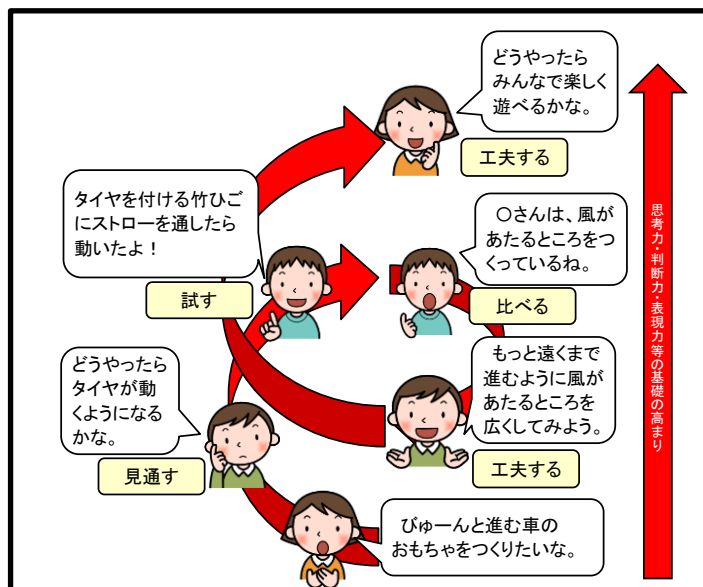 どうやったら
みんなで楽しく
遊べるかな。
工夫する
タイヤを付ける竹ひご
にストローを通したら
動いたよ！
試す
〇さんは、風が
あたるところをつ
くっているね。
比べる
どうやったら
タイヤが動
くようになる
かな。
見通す
もっと遠くまで
進むように風が
あたるところを
広くしてみよう。
工夫する
びゅーんと進む車の
おもちゃをつくりたいな。
思考力・判断力・表現力等の基礎の高まり